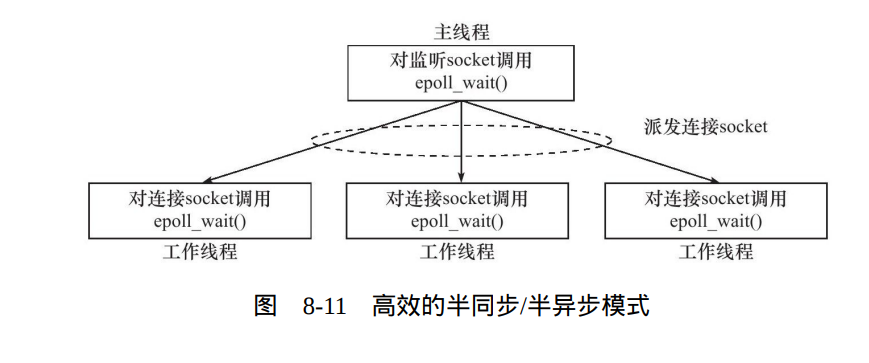 主线程
对监听socket调用
epoll_wait()
派发连接socket
对连接socket调用
epoll_wait()
工作线程
对连接socket调用
epoll_wait()
工作线程
对连接socket调用
epoll_wait()
工作线程
图 8-11 高效的半同步/半异步模式